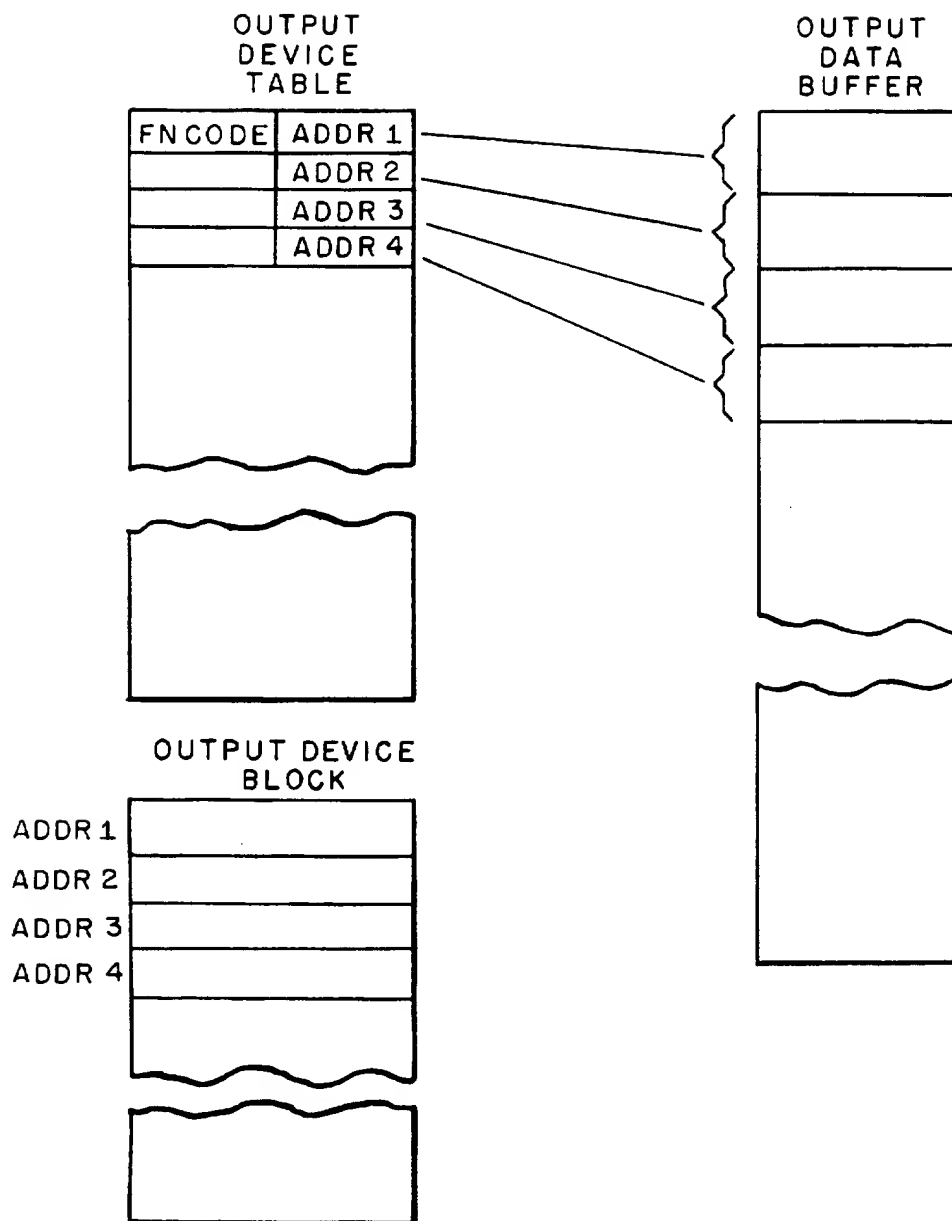 OUTPUT
DEVICE
TABLE
FNCODE ADDR 1
ADDR 2
ADDR 3
ADDR 4
OUTPUT
DATA
BUFFER
OUTPUT DEVICE
BLOCK
ADDR 1
ADDR 2
ADDR 3
ADDR 4